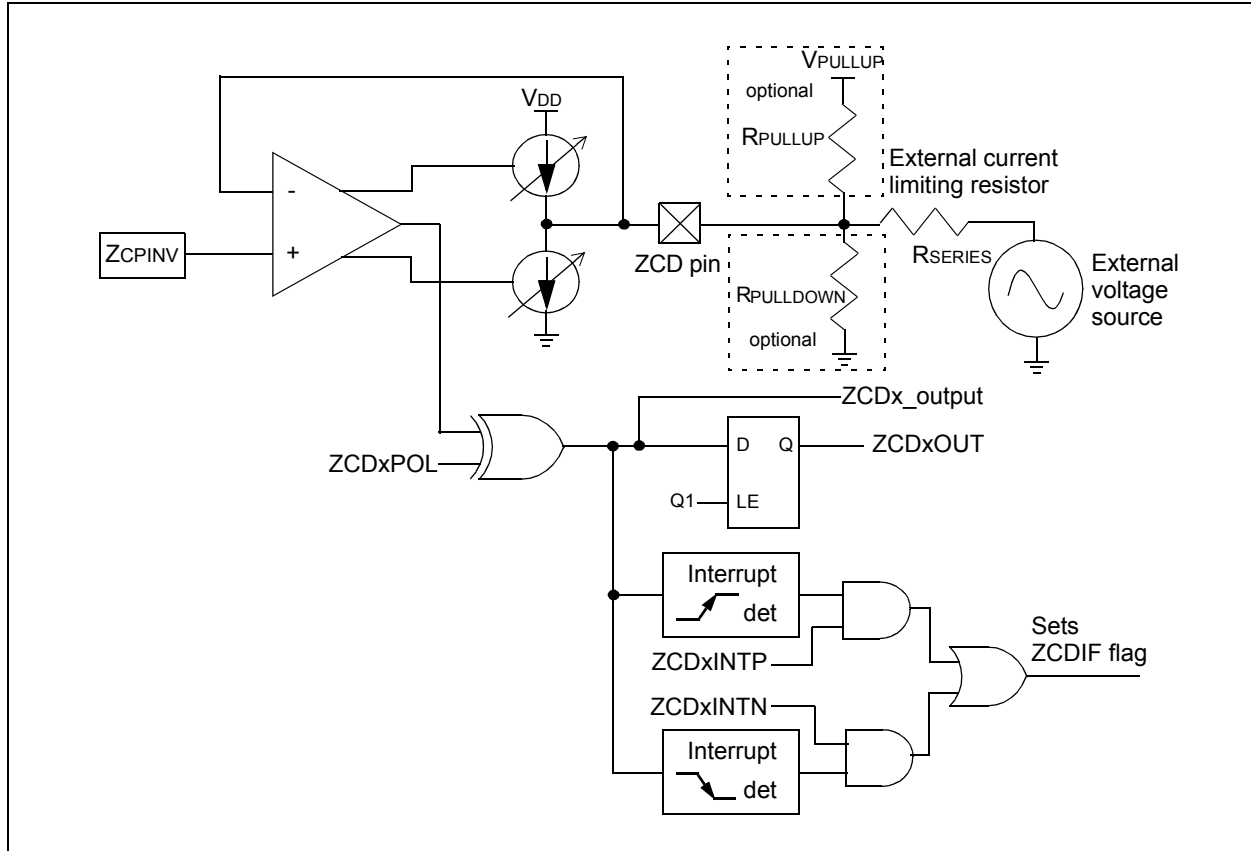 VPULLUP
optional
VDD
RPULLUP
External current
limiting resistor
-
+
ZCPINV
ZCD pin
RPULLDOWN
optional
RSERIES
External
voltage
source
ZCDx_output
D
Q
ZCDxOUT
ZCDxPOL
Q1
LE
Interrupt
det
ZCDxINTP
Sets
ZCDIF flag
ZCDxINTN
Interrupt
det